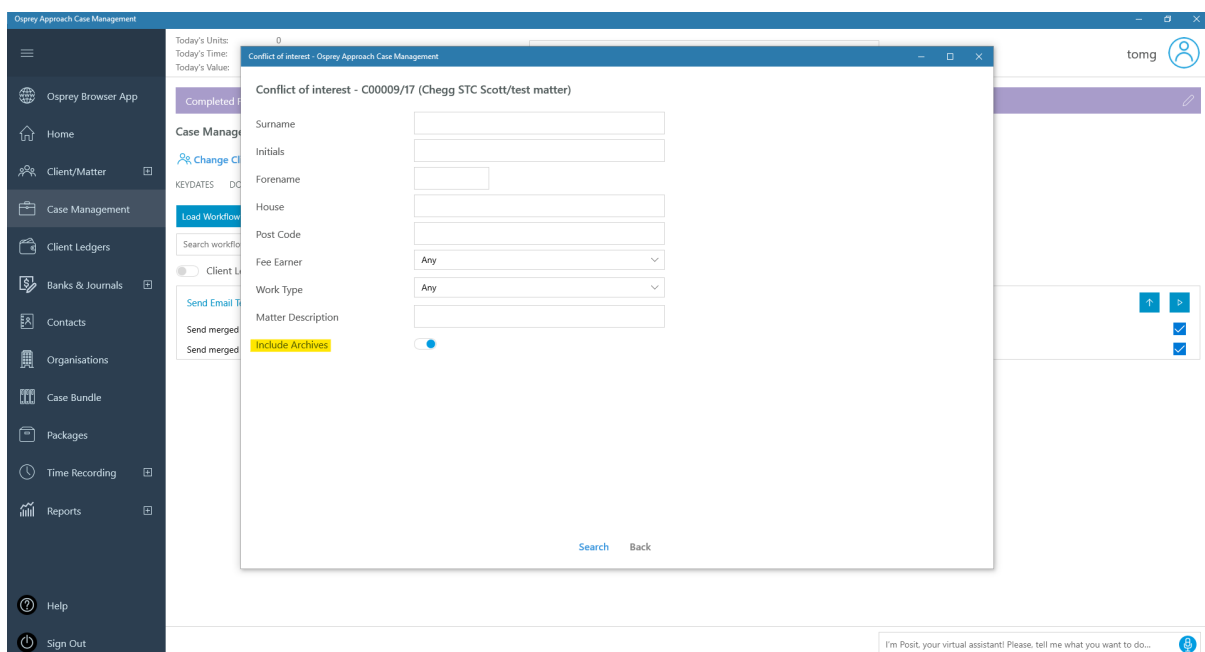 Osprey Approach Case Management
Today's Units: 0
Today's Time:
Today's Value:
tomg
Osprey Browser App
Home
Client/Matter
Case Management
Client Ledgers
Banks & Journals
Contacts
Organisations
Case Bundle
Packages
Time Recording
Reports
Help
Sign Out
Completed
Case Manage
Change Cl
KEYDATES DO
Load Workflow
Search workflo
Client L
Send Email T
Send merged
Send merged
Conflict of interest - Osprey Approach Case Management
Conflict of interest - C00009/17 (Chegg STC Scott/test matter)
Surname
Initials
Forename
House
Post Code
Fee Earner Any
Work Type Any
Matter Description
Include Archives
Search Back
I'm Posit, your virtual assistant! Please, tell me what you want to do...